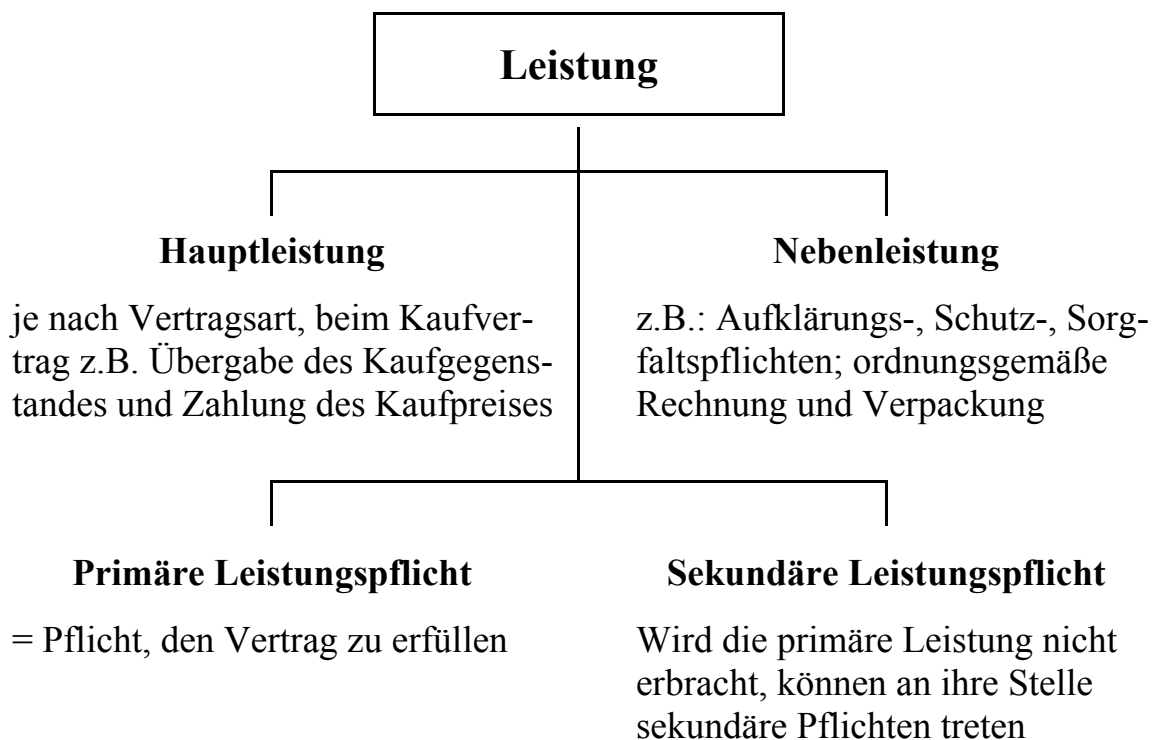 Leistung
Hauptleistung
je nach Vertragsart, beim Kaufver-
trag z.B. Übergabe des Kaufgegens-
tandes und Zahlung des Kaufpreises
Nebenleistung
z.B.: Aufklärungs-, Schutz-, Sorg-
faltspflichten; ordnungsgemäße
Rechnung und Verpackung
Primäre Leistungspflicht
= Pflicht, den Vertrag zu erfüllen
Sekundäre Leistungspflicht
Wird die primäre Leistung nicht
erbracht, können an ihre Stelle
sekundäre Pflichten treten